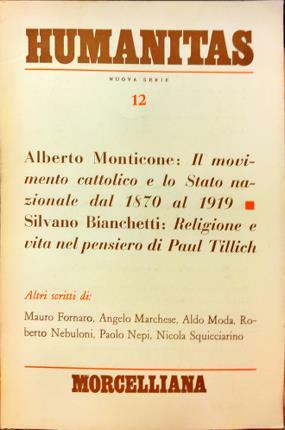 HUMANITAS
NUOVA SERIE
12
Alberto Monticone: Il movi-
mento cattolico e lo Stato na-
zionale dal 1870 al 1919 ■
Silvano Bianchetti: Religione e
vita nel pensiero di Paul Tillich
Altri scritti di:
Mauro Fornaro, Angelo Marchese, Aldo Moda, Ro-
berto Nebuloni, Paolo Nepi, Nicola Squicciarino
MORCELLIANA